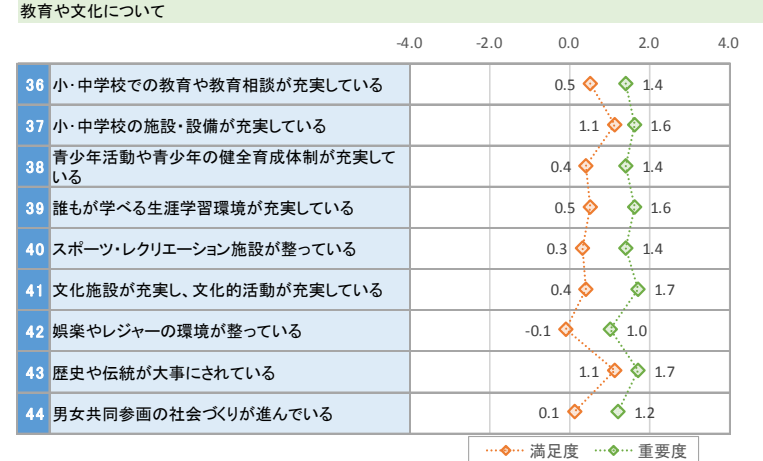 教育や文化について
-4.0 -2.0 0.0 2.0 4.0
36 小・中学校での教育や教育相談が充実している 0.5 1.4
37 小・中学校の施設・設備が充実している 1.1 1.6
38 青少年活動や青少年の健全育成体制が充実して
いる 0.4 1.4
39 誰もが学べる生涯学習環境が充実している 0.5 1.6
40 スポーツ・レクリエーション施設が整っている 0.3 1.4
41 文化施設が充実し、文化的活動が充実している 0.4 1.7
42 娯楽やレジャーの環境が整っている -0.1 1.0
43 歴史や伝統が大事にされている 1.1 1.7
44 男女共同参画の社会づくりが進んでいる 0.1 1.2
満足度 重要度